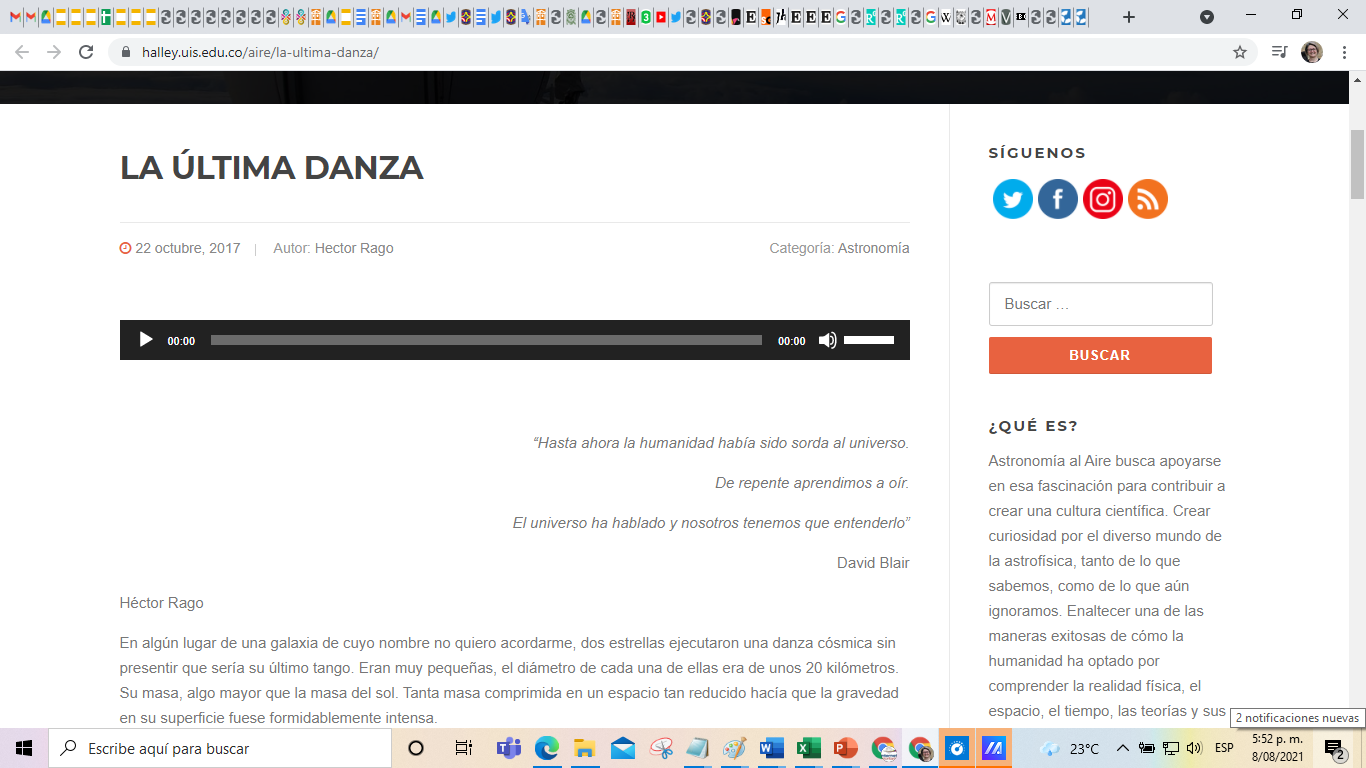 halley.uis.edu.co/aire/la-ultima-danza/
LA ÚLTIMA DANZA
22 octubre, 2017
Autor: Hector Rago
Categoría: Astronomía
00:00
00:00
“Hasta ahora la humanidad había sido sorda al universo.
De repente aprendimos a oír.
El universo ha hablado y nosotros tenemos que entenderlo”
David Blair
Héctor Rago
En algún lugar de una galaxia de cuyo nombre no quiero acordarme, dos estrellas ejecutaron una danza cósmica sin
presentir que sería su último tango. Eran muy pequeñas, el diámetro de cada una de ellas era de unos 20 kilómetros.
Su masa, algo mayor que la masa del sol. Tanta masa comprimida en un espacio tan reducido hacía que la gravedad
en su superficie fuese formidablemente intensa.
SÍGUENOS
Buscar …
BUSCAR
¿QUÉ ES?
Astronomía al Aire busca apoyarse
en esa fascinación para contribuir a
crear una cultura científica. Crear
curiosidad por el diverso mundo de
la astrofísica, tanto de lo que
sabemos, como de lo que aún
ignoramos. Enaltecer una de las
maneras exitosas de cómo la
humanidad ha optado por
comprender la realidad física, el
espacio, el tiempo, las teorías y sus
2 notificaciones nuevas
Escribe aquí para buscar
23°C
ESP
5:52 p. m.
8/08/2021
2